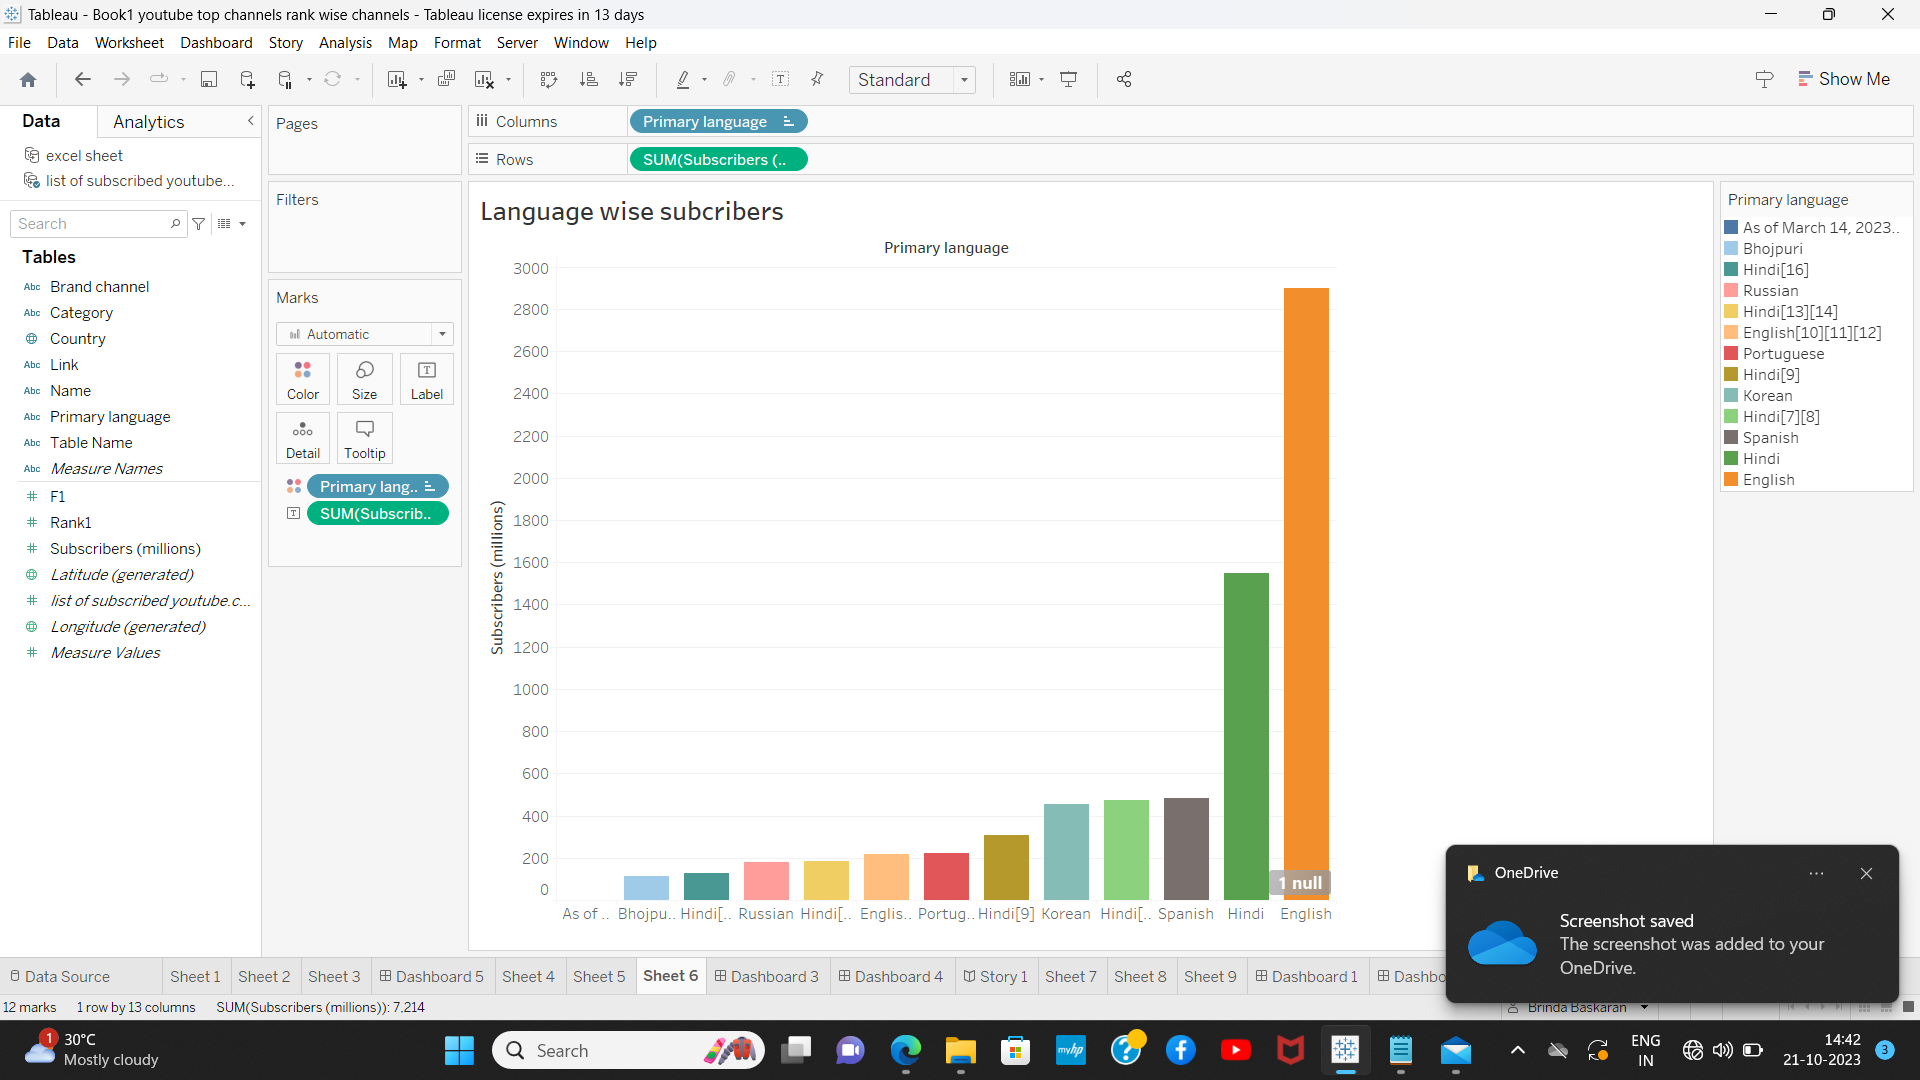 Tableau - Book1 youtube top channels rank wise channels - Tableau license expires in 13 days
File Data Worksheet Dashboard Story Analysis Map Format Server Window Help
Standard
Show Me
Data
Analytics
excel sheet
list of subscribed youtube...
Search
Tables
Abc Brand channel
Abc Category
Country
Abc Link
Abc Name
Abc Primary language
Abc Table Name
Abc Measure Names
# F1
# Rank1
# Subscribers (millions)
Latitude (generated)
# list of subscribed youtube.c...
Longitude (generated)
# Measure Values
Pages
Filters
Marks
Automatic
Color Size Label
Detail Tooltip
Primary lang..
SUM(Subscrib..
Columns
Primary language
Rows
SUM(Subscribers (..
Language wise subcribers
Primary language
Subscribers (millions)
3000
2800
2600
2400
2200
2000
1800
1600
1400
1200
1000
800
600
400
200
0
1 null
As of .. Bhojpu.. Hindi[.. Russian Hindi[.. Englis.. Portug.. Hindi[9] Korean Hindi[.. Spanish Hindi English
Primary language
As of March 14, 2023..
Bhojpuri
Hindi[16]
Russian
Hindi[13][14]
English[10][11][12]
Portuguese
Hindi[9]
Korean
Hindi[7][8]
Spanish
Hindi
English
OneDrive
Screenshot saved
The screenshot was added to your
OneDrive.
Data Source Sheet 1 Sheet 2 Sheet 3 Dashboard 5 Sheet 4 Sheet 5 Sheet 6 Dashboard 3 Dashboard 4 Story 1 Sheet 7 Sheet 8 Sheet 9 Dashboard 1 Dashbo
12 marks 1 row by 13 columns SUM(Subscribers (millions)): 7,214
Brinda Baskaran
1
30°C
Mostly cloudy
Search
myhp
ENG
IN
14:42
21-10-2023
3